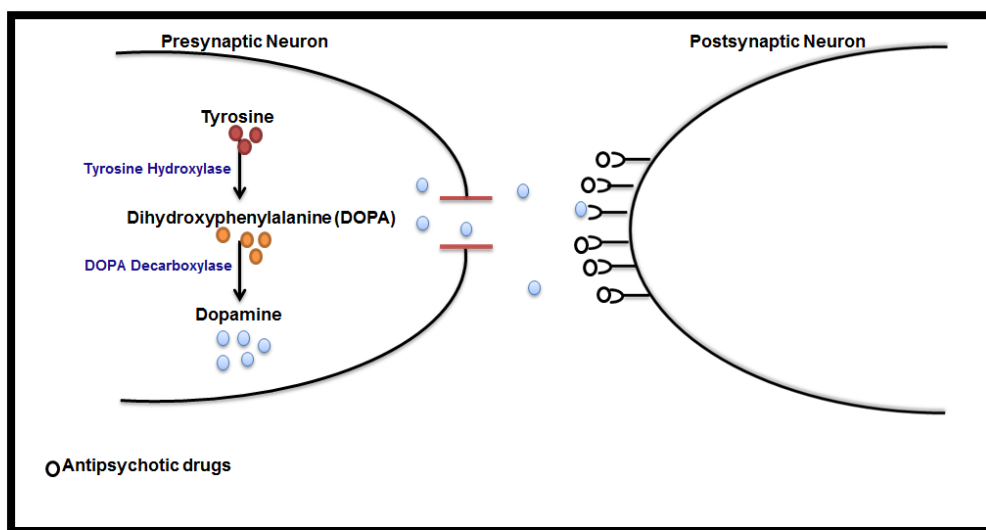 Presynaptic Neuron
Postsynaptic Neuron
Tyrosine
Tyrosine Hydroxylase
Dihydroxyphenylalanine (DOPA)
DOPA Decarboxylase
Dopamine
Antipsychotic drugs